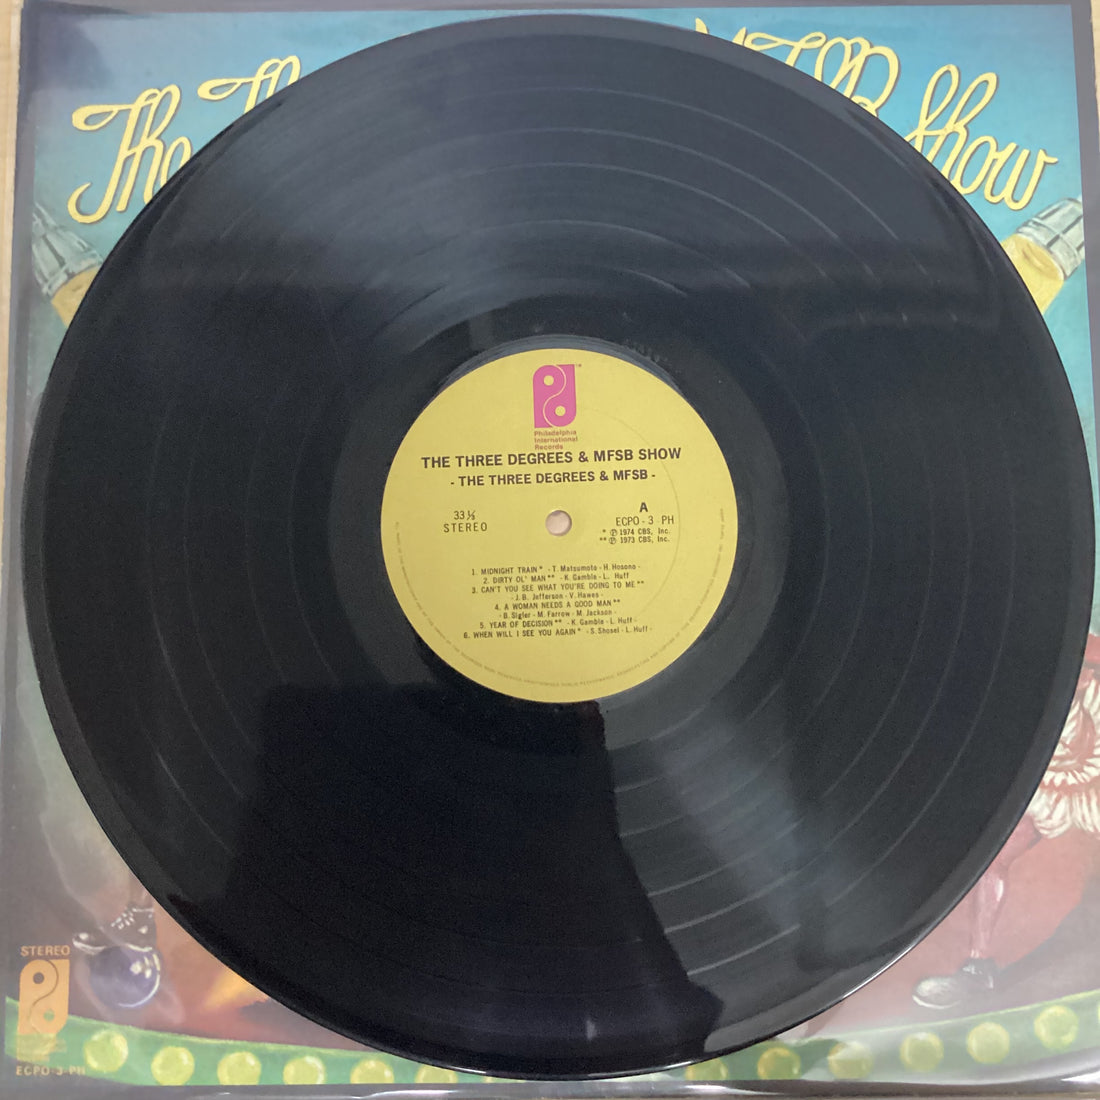 The
Show
TM
Philadelphia
International
Records
THE THREE DEGREES & MFSB SHOW
- THE THREE DEGREES & MFSB -
33⅓
STEREO
A
ECPO - 3 PH
* Ⓟ 1974 CBS, Inc.
** Ⓟ 1973 CBS, Inc.
1. MIDNIGHT TRAIN* - T. Matsumoto - H. Hosono -
2. DIRTY OL' MAN** - K. Gamble - L. Huff
3. CAN'T YOU SEE WHAT YOU'RE DOING TO ME**
- J. B. Jefferson - V. Hawes -
4. A WOMAN NEEDS A GOOD MAN**
- B. Sigler - M. Farrow - M. Jackson -
5. YEAR OF DECISION** - K. Gamble - L. Huff -
6. WHEN WILL I SEE YOU AGAIN* - S. Shosel - L. Huff -
STEREO
ECPO-3-PH